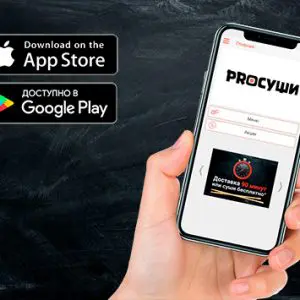 Download on the
App Store
ДОСТУПНО В
Google Play
PROСУШИ
Меню
Акции
Доставка 90 минут
или суши бесплатно*